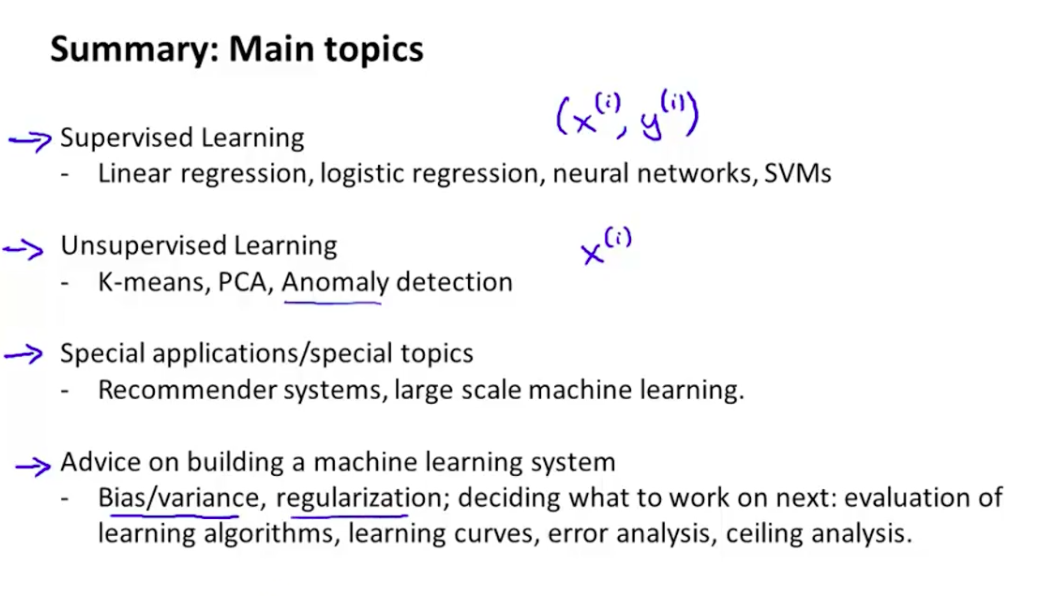 Summary: Main topics
(x^(i), y^(i))
→ Supervised Learning
- Linear regression, logistic regression, neural networks, SVMs
→ Unsupervised Learning
x^(i)
- K-means, PCA, Anomaly detection
→ Special applications/special topics
- Recommender systems, large scale machine learning.
→ Advice on building a machine learning system
- Bias/variance, regularization; deciding what to work on next: evaluation of
learning algorithms, learning curves, error analysis, ceiling analysis.